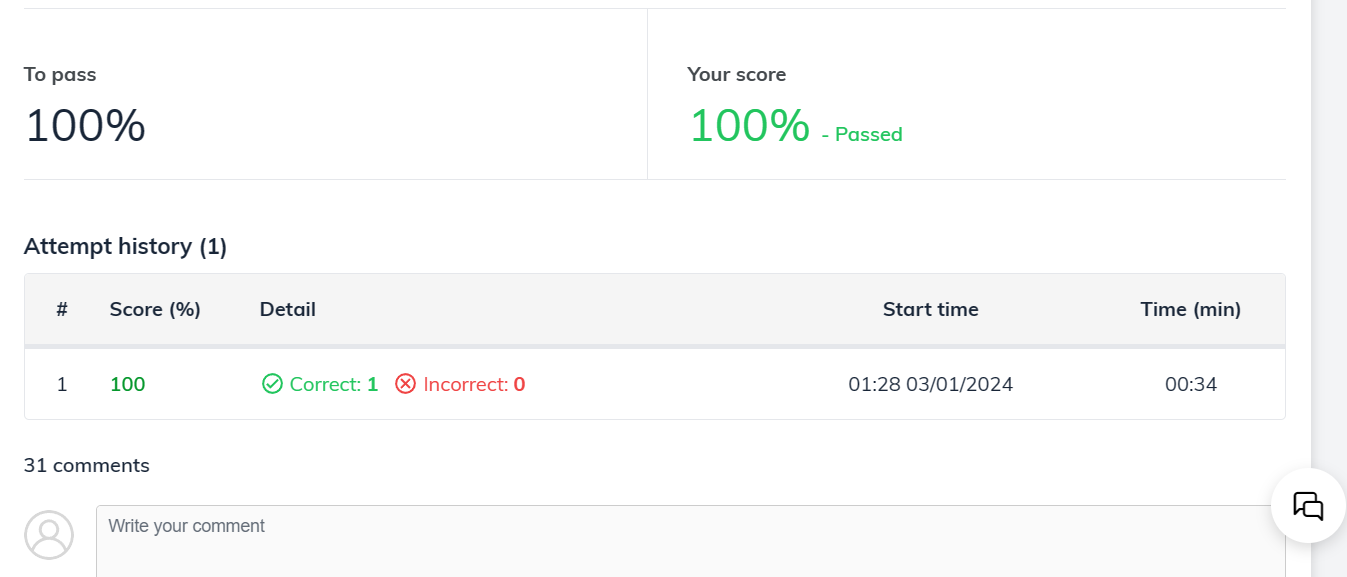 To pass
Your score
100%
100% - Passed
Attempt history (1)
# Score (%) Detail Start time Time (min)
1 100 Correct: 1 Incorrect: 0 01:28 03/01/2024 00:34
31 comments
Write your comment